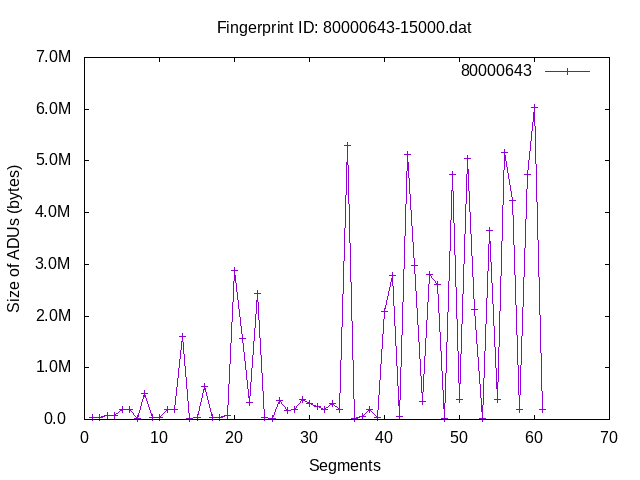 Fingerprint ID: 80000643-15000.dat
80000643
7.0M
6.0M
5.0M
4.0M
3.0M
2.0M
1.0M
0.0
Size of ADUs (bytes)
0 10 20 30 40 50 60 70
Segments